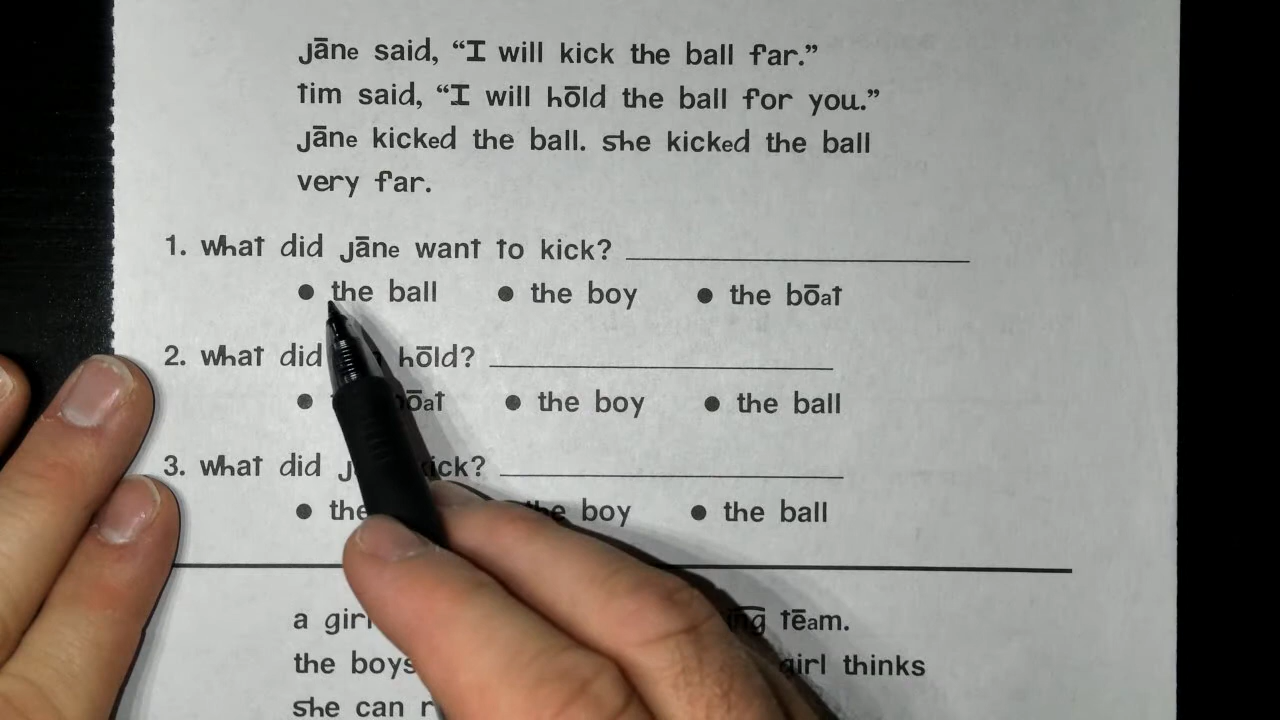 jāne said, “I will kick the ball far.”
tim said, “I will hōld the ball for you.”
jāne kicked the ball. she kicked the ball
very far.
1. what did jāne want to kick?
• the ball • the boy • the bōat
2. what did hōld?
• bōat • the boy • the ball
3. what did kick?
• the • the boy • the ball
a girl tēam.
the boys girl thinks
she can